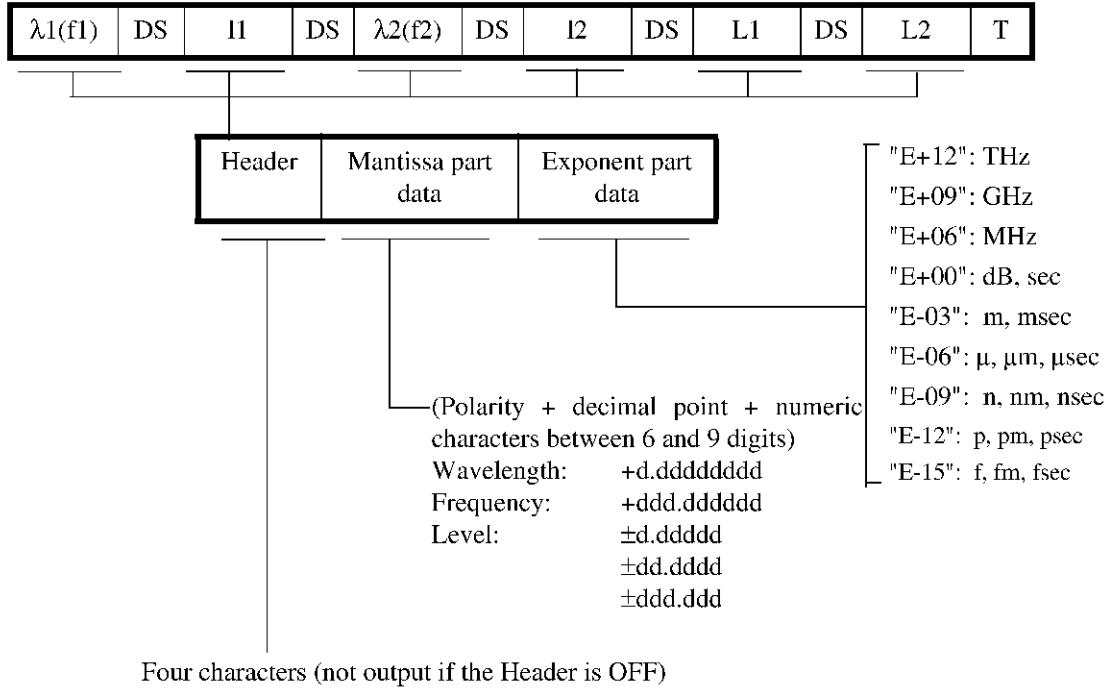 λ1(f1) DS l1 DS λ2(f2) DS l2 DS L1 DS L2 T
Header Mantissa part data Exponent part data
"E+12": THz
"E+09": GHz
"E+06": MHz
"E+00": dB, sec
"E-03": m, msec
"E-06": μ, μm, μsec
"E-09": n, nm, nsec
"E-12": p, pm, psec
"E-15": f, fm, fsec
(Polarity + decimal point + numeric
characters between 6 and 9 digits)
Wavelength: +d.dddddddd
Frequency: +ddd.dddddd
Level: ±d.ddddd
±dd.dddd
±ddd.ddd
Four characters (not output if the Header is OFF)